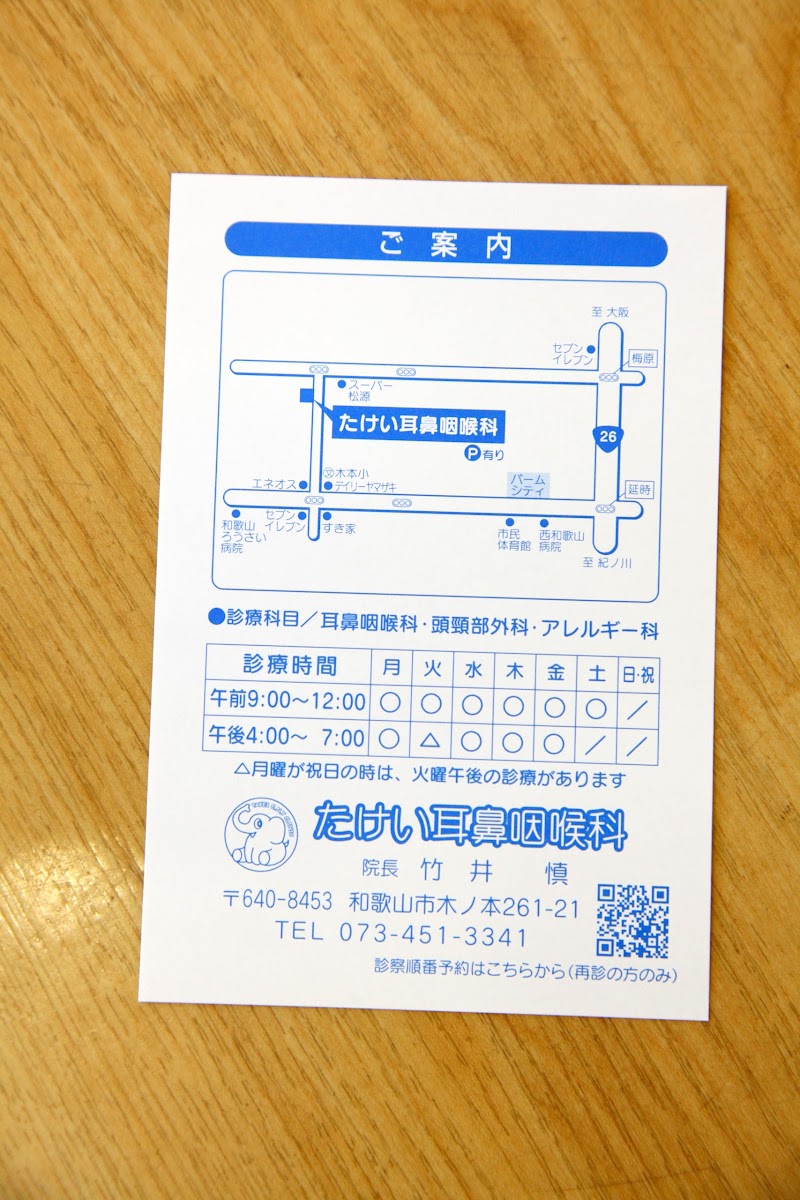 ご案内
至 大阪
セブン
イレブン
梅原
スーパー
松源
たけい耳鼻咽喉科
26
P有り
文木本小
エネオス
デイリーヤマザキ
パーム
シティ
延時
和歌山
ろうさい
病院
セブン
イレブン
すき家
市民
体育館
西和歌山
病院
至 紀ノ川
●診療科目／耳鼻咽喉科・頭頸部外科・アレルギー科
診療時間 月 火 水 木 金 土 日・祝
午前9:00〜12:00 ○ ○ ○ ○ ○ ○ ／
午後4:00〜 7:00 ○ △ ○ ○ ○ ／ ／
△月曜が祝日の時は、火曜午後の診療があります
たけい耳鼻咽喉科
院長 竹井 慎
〒640-8453 和歌山市木ノ本261-21
TEL 073-451-3341
診察順番予約はこちらから(再診の方のみ)